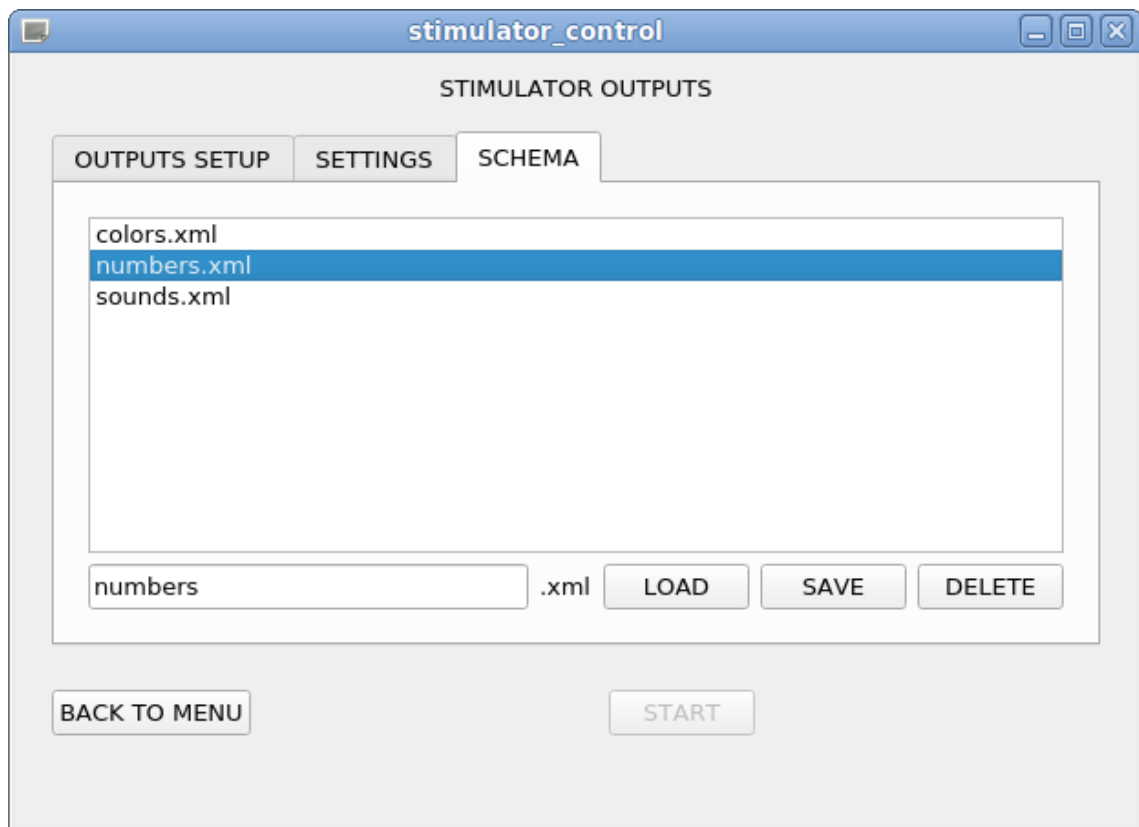 stimulator_control
STIMULATOR OUTPUTS
OUTPUTS SETUP SETTINGS SCHEMA
colors.xml
numbers.xml
sounds.xml
numbers .xml LOAD SAVE DELETE
BACK TO MENU START